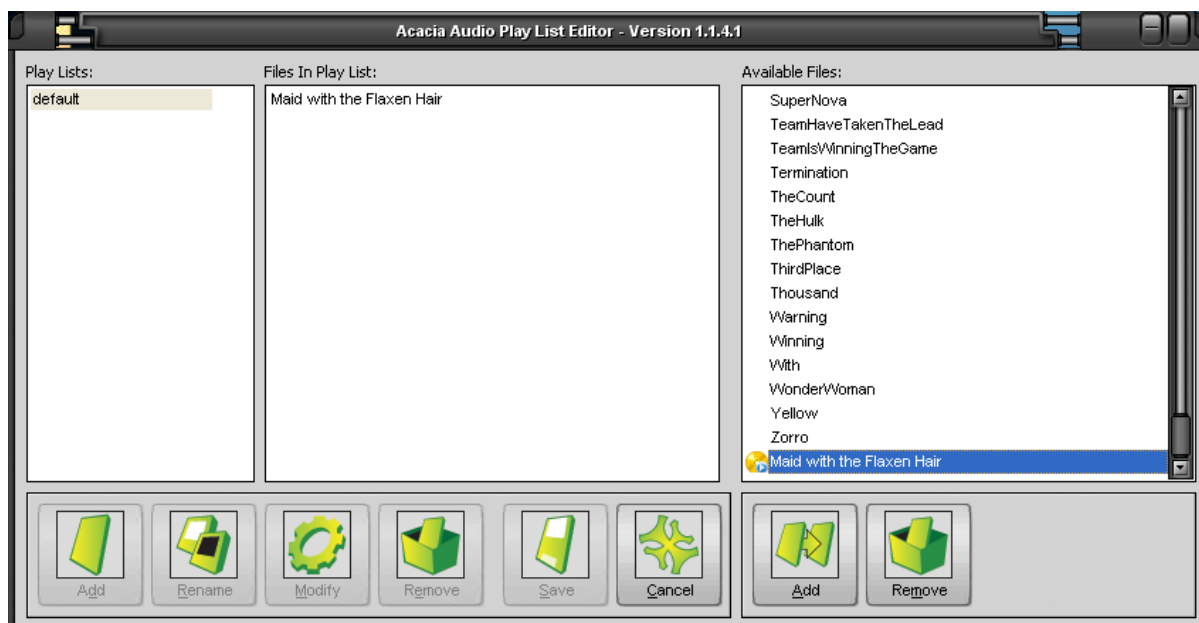 Acacia Audio Play List Editor - Version 1.1.4.1
Play Lists:
default
Files In Play List:
Maid with the Flaxen Hair
Available Files:
SuperNova
TeamHaveTakenTheLead
TeamIsWinningTheGame
Termination
TheCount
TheHulk
ThePhantom
ThirdPlace
Thousand
Warning
Winning
With
WonderWoman
Yellow
Zorro
Maid with the Flaxen Hair
Add
Rename
Modify
Remove
Save
Cancel
Add
Remove